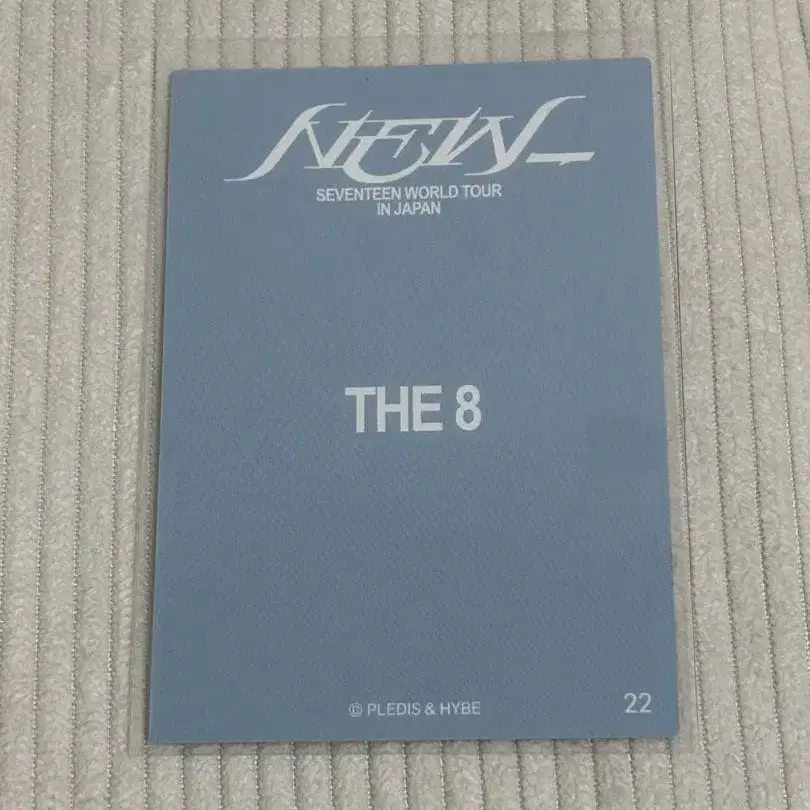 NEW_
SEVENTEEN WORLD TOUR
IN JAPAN
THE 8
© PLEDIS & HYBE
22